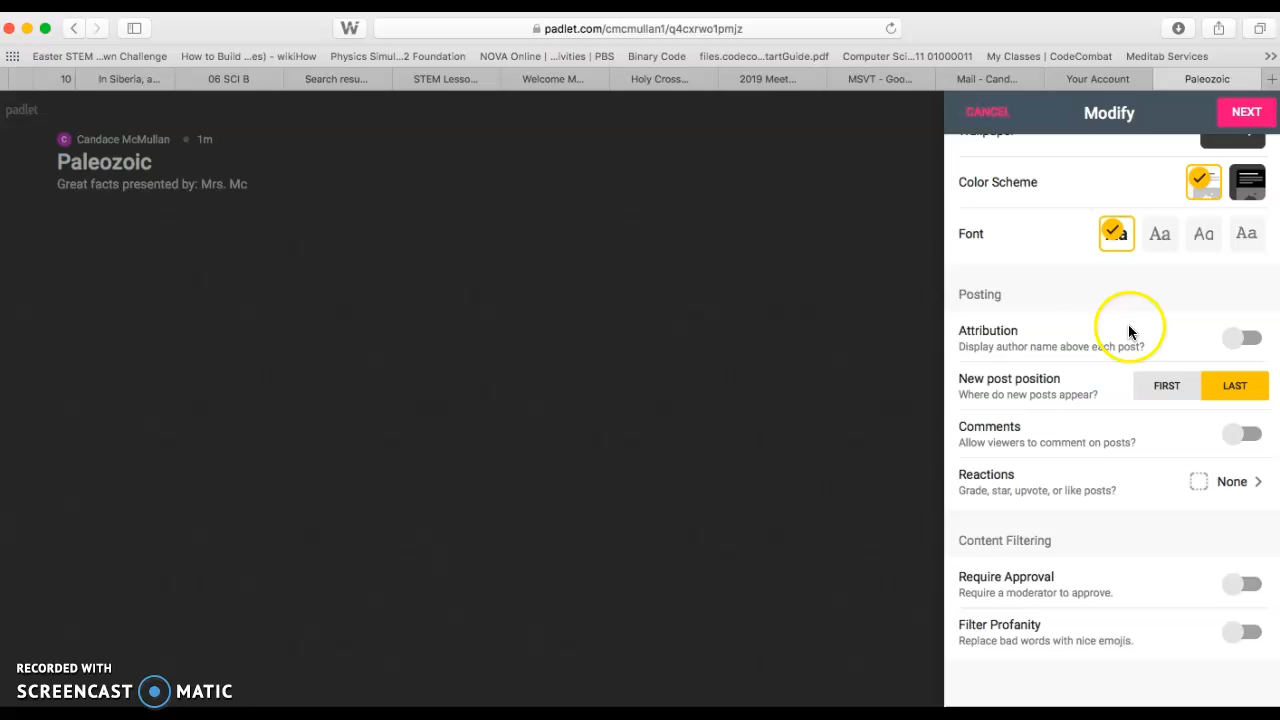 W
padlet.com/cmcmullan1/q4cxrwo1pmjz
Easter STEM ...wn Challenge
How to Build ...es) - wikiHow
Physics Simul...2 Foundation
NOVA Online |...ivities | PBS
Binary Code
files.codeco...tartGuide.pdf
Computer Sci...11 01000011
My Classes | CodeCombat
Meditab Services
10
In Siberia, a...
06 SCI B
Search resu...
STEM Lesso...
Welcome M...
Holy Cross...
2019 Meet...
MSVT - Goo...
Mail - Cand...
Your Account
Paleozoic
padlet
C Candace McMullan 1m
Paleozoic
Great facts presented by: Mrs. Mc
CANCEL
Modify
NEXT
Wallpaper
Color Scheme
Font
Aa
Aa
Aa
Posting
Attribution
Display author name above each post?
New post position
Where do new posts appear?
FIRST
LAST
Comments
Allow viewers to comment on posts?
Reactions
Grade, star, upvote, or like posts?
None
Content Filtering
Require Approval
Require a moderator to approve.
Filter Profanity
Replace bad words with nice emojis.
RECORDED WITH
SCREENCAST MATIC